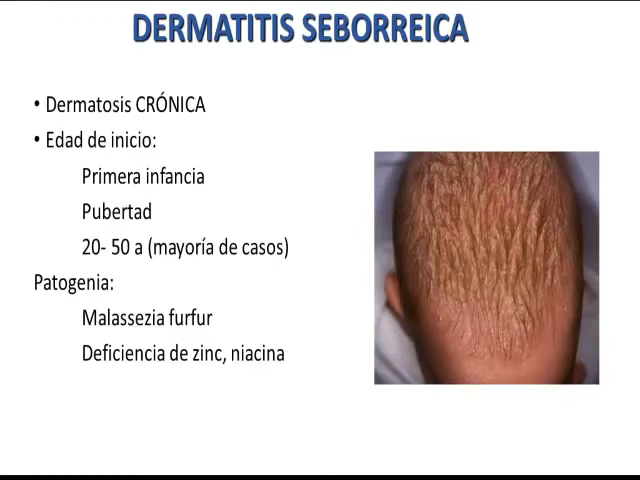 DERMATITIS SEBORREICA
• Dermatosis CRÓNICA
• Edad de inicio:
Primera infancia
Pubertad
20- 50 a (mayoría de casos)
Patogenia:
Malassezia furfur
Deficiencia de zinc, niacina